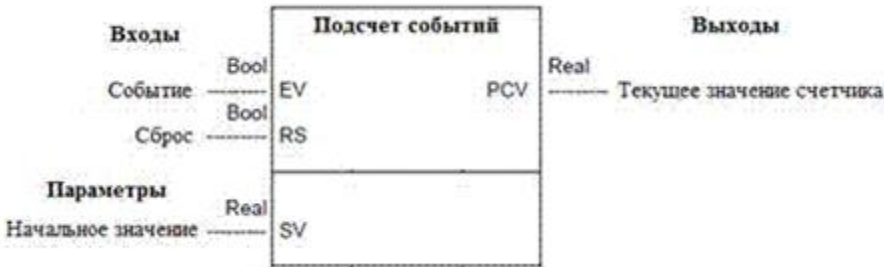 Входы
Подсчет событий
Выходы
Bool
Real
Событие
EV
PCV
Текущее значение счетчика
Bool
Сброс
RS
Параметры
Real
Начальное значение
SV